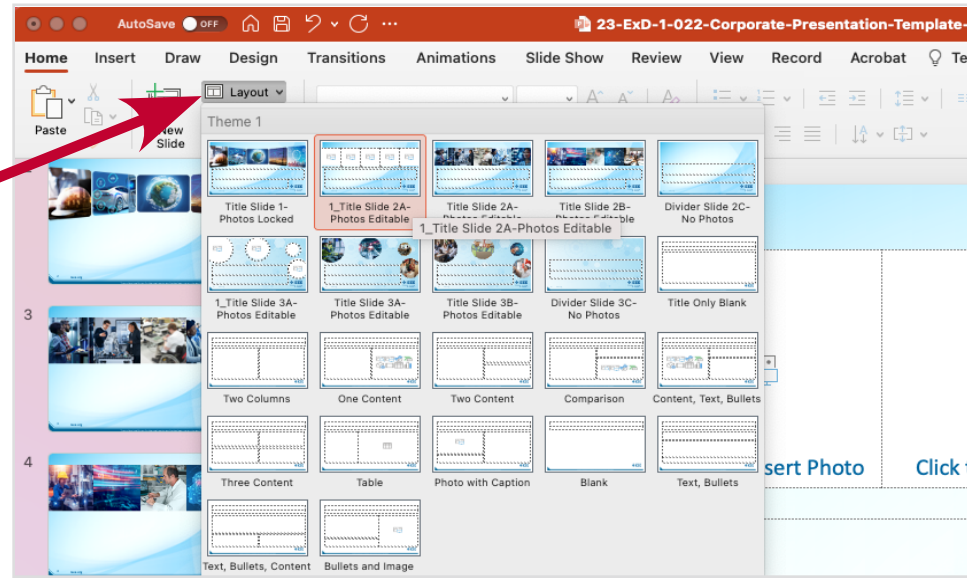 AutoSave OFF ... 23-ExD-1-022-Corporate-Presentation-Template-
Home Insert Draw Design Transitions Animations Slide Show Review View Record Acrobat Te
Paste New Slide Layout
Theme 1
Title Slide 1-
Photos Locked
1_Title Slide 2A-
Photos Editable
Title Slide 2A-
Photos Editable
Title Slide 2B-
Photos Editable
Divider Slide 2C-
No Photos
1_Title Slide 2A-Photos Editable
1_Title Slide 3A-
Photos Editable
Title Slide 3A-
Photos Editable
Title Slide 3B-
Photos Editable
Divider Slide 3C-
No Photos
Title Only Blank
Two Columns
One Content
Two Content
Comparison
Content, Text, Bullets
Three Content
Table
Photo with Caption
Blank
Text, Bullets
Text, Bullets, Content
Bullets and Image
3
4
sert Photo Click